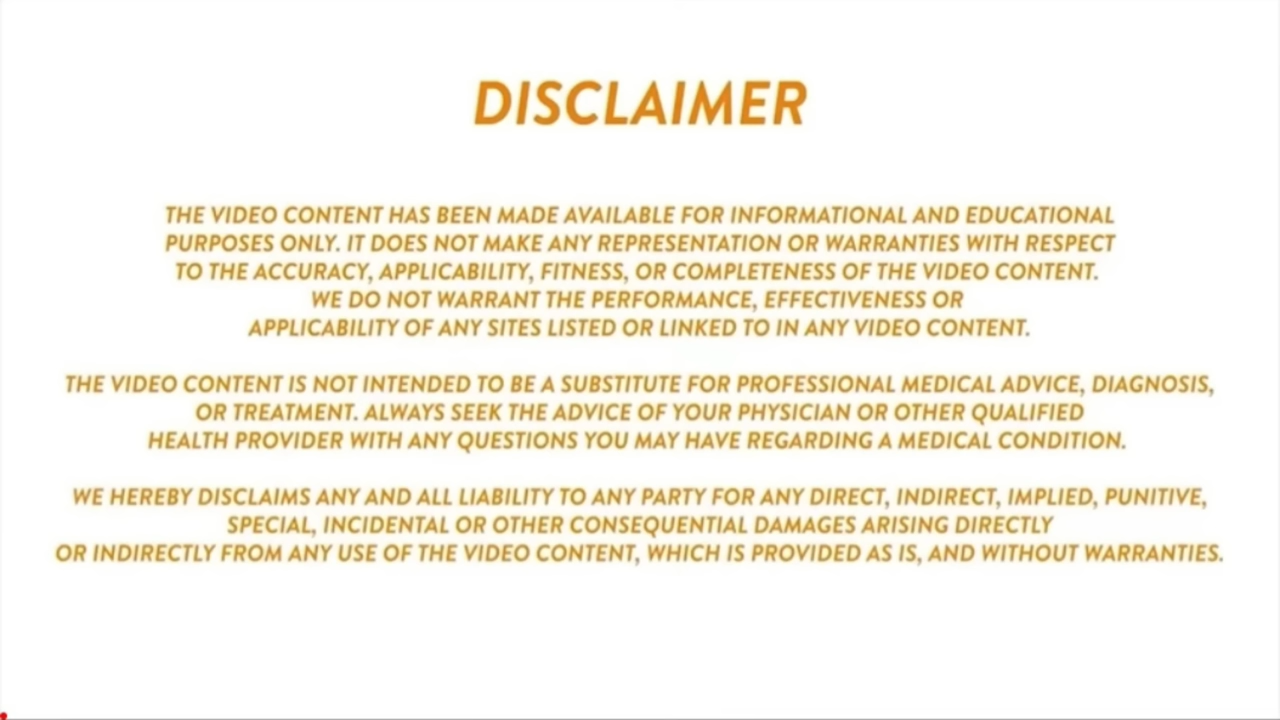 DISCLAIMER
THE VIDEO CONTENT HAS BEEN MADE AVAILABLE FOR INFORMATIONAL AND EDUCATIONAL
PURPOSES ONLY. IT DOES NOT MAKE ANY REPRESENTATION OR WARRANTIES WITH RESPECT
TO THE ACCURACY, APPLICABILITY, FITNESS, OR COMPLETENESS OF THE VIDEO CONTENT.
WE DO NOT WARRANT THE PERFORMANCE, EFFECTIVENESS OR
APPLICABILITY OF ANY SITES LISTED OR LINKED TO IN ANY VIDEO CONTENT.
THE VIDEO CONTENT IS NOT INTENDED TO BE A SUBSTITUTE FOR PROFESSIONAL MEDICAL ADVICE, DIAGNOSIS,
OR TREATMENT. ALWAYS SEEK THE ADVICE OF YOUR PHYSICIAN OR OTHER QUALIFIED
HEALTH PROVIDER WITH ANY QUESTIONS YOU MAY HAVE REGARDING A MEDICAL CONDITION.
WE HEREBY DISCLAIMS ANY AND ALL LIABILITY TO ANY PARTY FOR ANY DIRECT, INDIRECT, IMPLIED, PUNITIVE,
SPECIAL, INCIDENTAL OR OTHER CONSEQUENTIAL DAMAGES ARISING DIRECTLY
OR INDIRECTLY FROM ANY USE OF THE VIDEO CONTENT, WHICH IS PROVIDED AS IS, AND WITHOUT WARRANTIES.